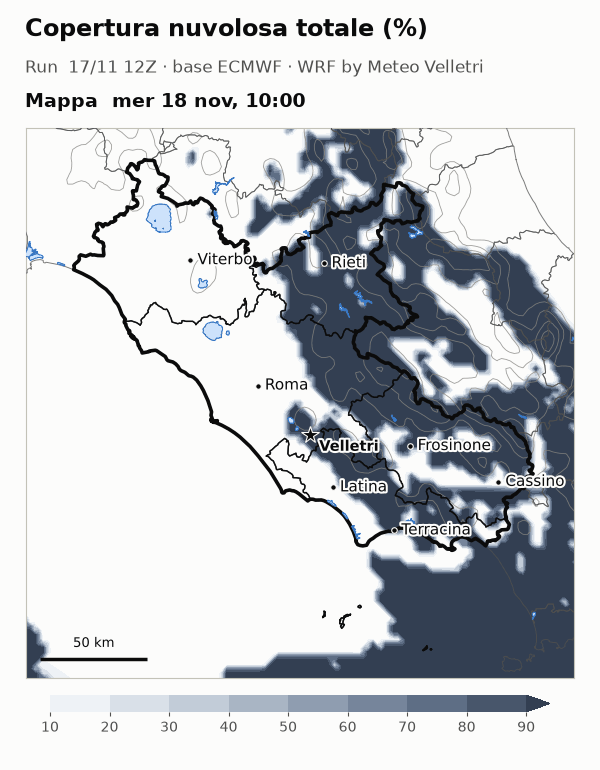 Copertura nuvolosa totale (%)
Run  17/11 12Z · base ECMWF · WRF by Meteo Velletri
Mappa  mer 18 nov, 10:00
Viterbo
Rieti
Roma
Velletri
Frosinone
Cassino
Latina
Terracina
50 km
10 20 30 40 50 60 70 80 90